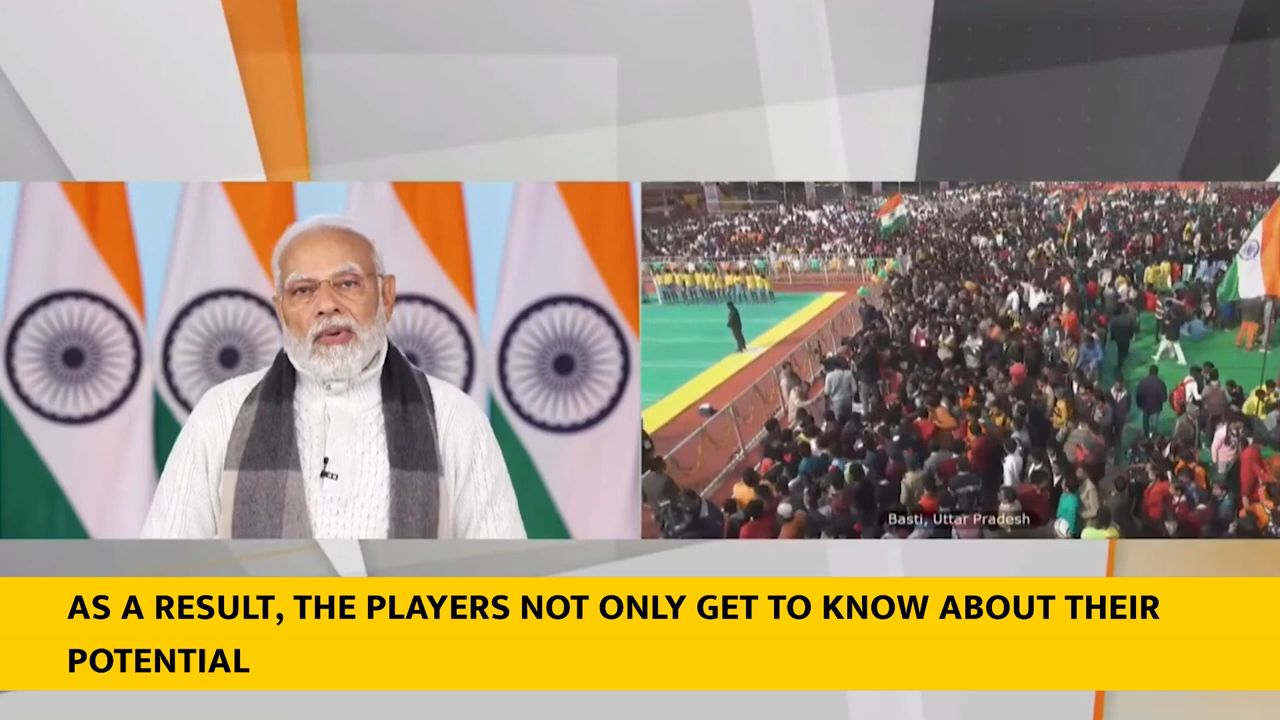 Basti, Uttar Pradesh
AS A RESULT, THE PLAYERS NOT ONLY GET TO KNOW ABOUT THEIR
POTENTIAL